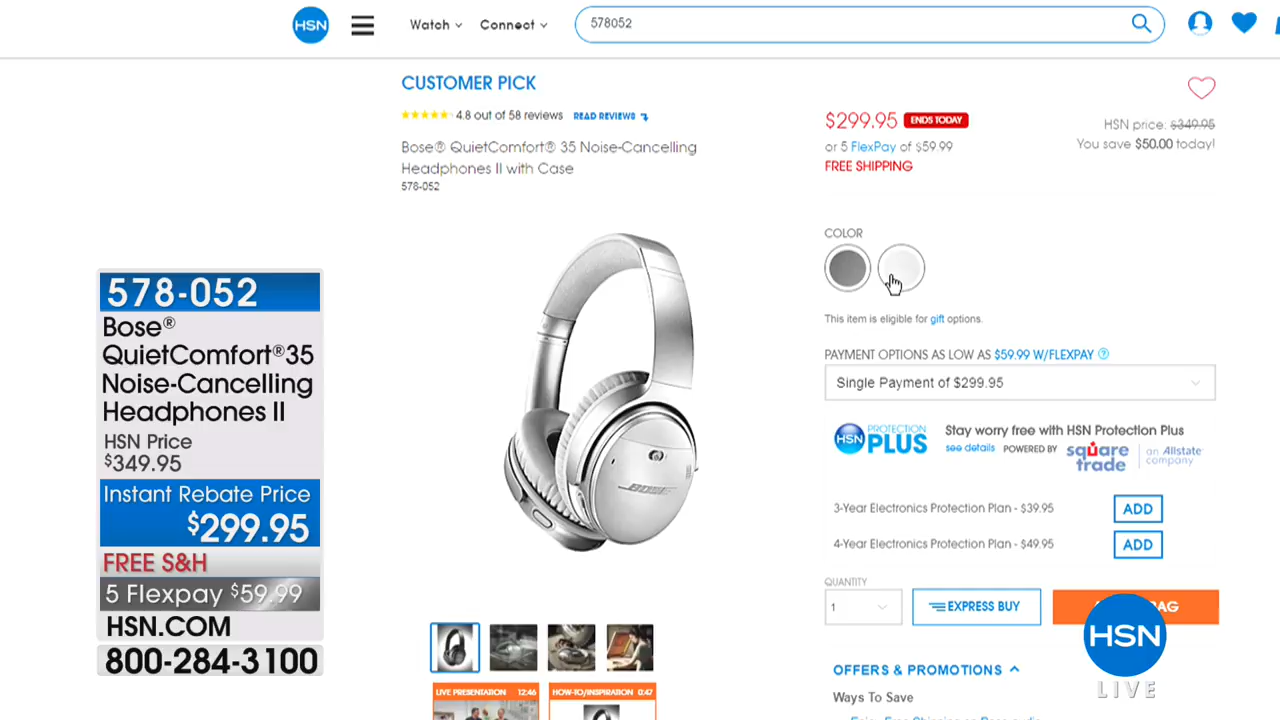 HSN
Watch
Connect
578052
CUSTOMER PICK
4.8 out of 58 reviews READ REVIEWS
Bose® QuietComfort® 35 Noise-Cancelling
Headphones II with Case
578-052
$299.95 ENDS TODAY
or 5 FlexPay of $59.99
FREE SHIPPING
HSN price: $349.95
You save $50.00 today!
COLOR
This item is eligible for gift options.
PAYMENT OPTIONS AS LOW AS $59.99 W/FLEXPAY ?
Single Payment of $299.95
HSN PROTECTION PLUS
Stay worry free with HSN Protection Plus
see details POWERED BY square trade an Allstate company
3-Year Electronics Protection Plan - $39.95 ADD
4-Year Electronics Protection Plan - $49.95 ADD
QUANTITY
1
EXPRESS BUY
OFFERS & PROMOTIONS
Ways To Save
BOSE
LIVE PRESENTATION 12:46
HOW-TO/INSPIRATION 0:47
578-052
Bose®
QuietComfort®35
Noise-Cancelling
Headphones II
HSN Price
$349.95
Instant Rebate Price
$299.95
FREE S&H
5 Flexpay $59.99
HSN.COM
800-284-3100
HSN
LIVE